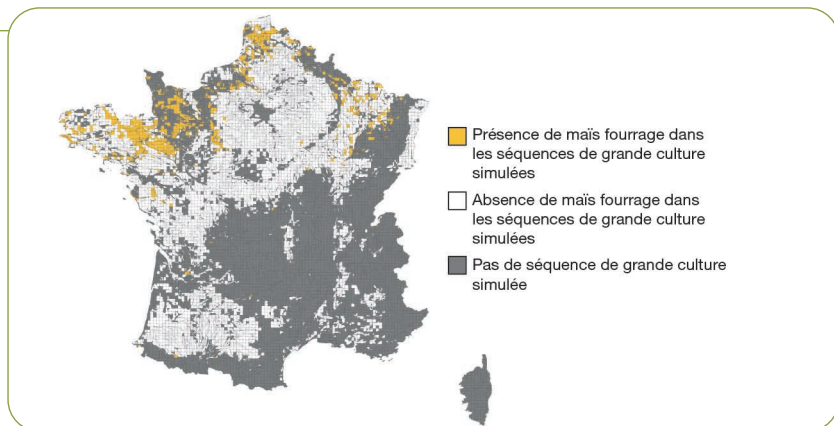 Présence de maïs fourrage dans
les séquences de grande culture
simulées
Absence de maïs fourrage dans
les séquences de grande culture
simulées
Pas de séquence de grande culture
simulée